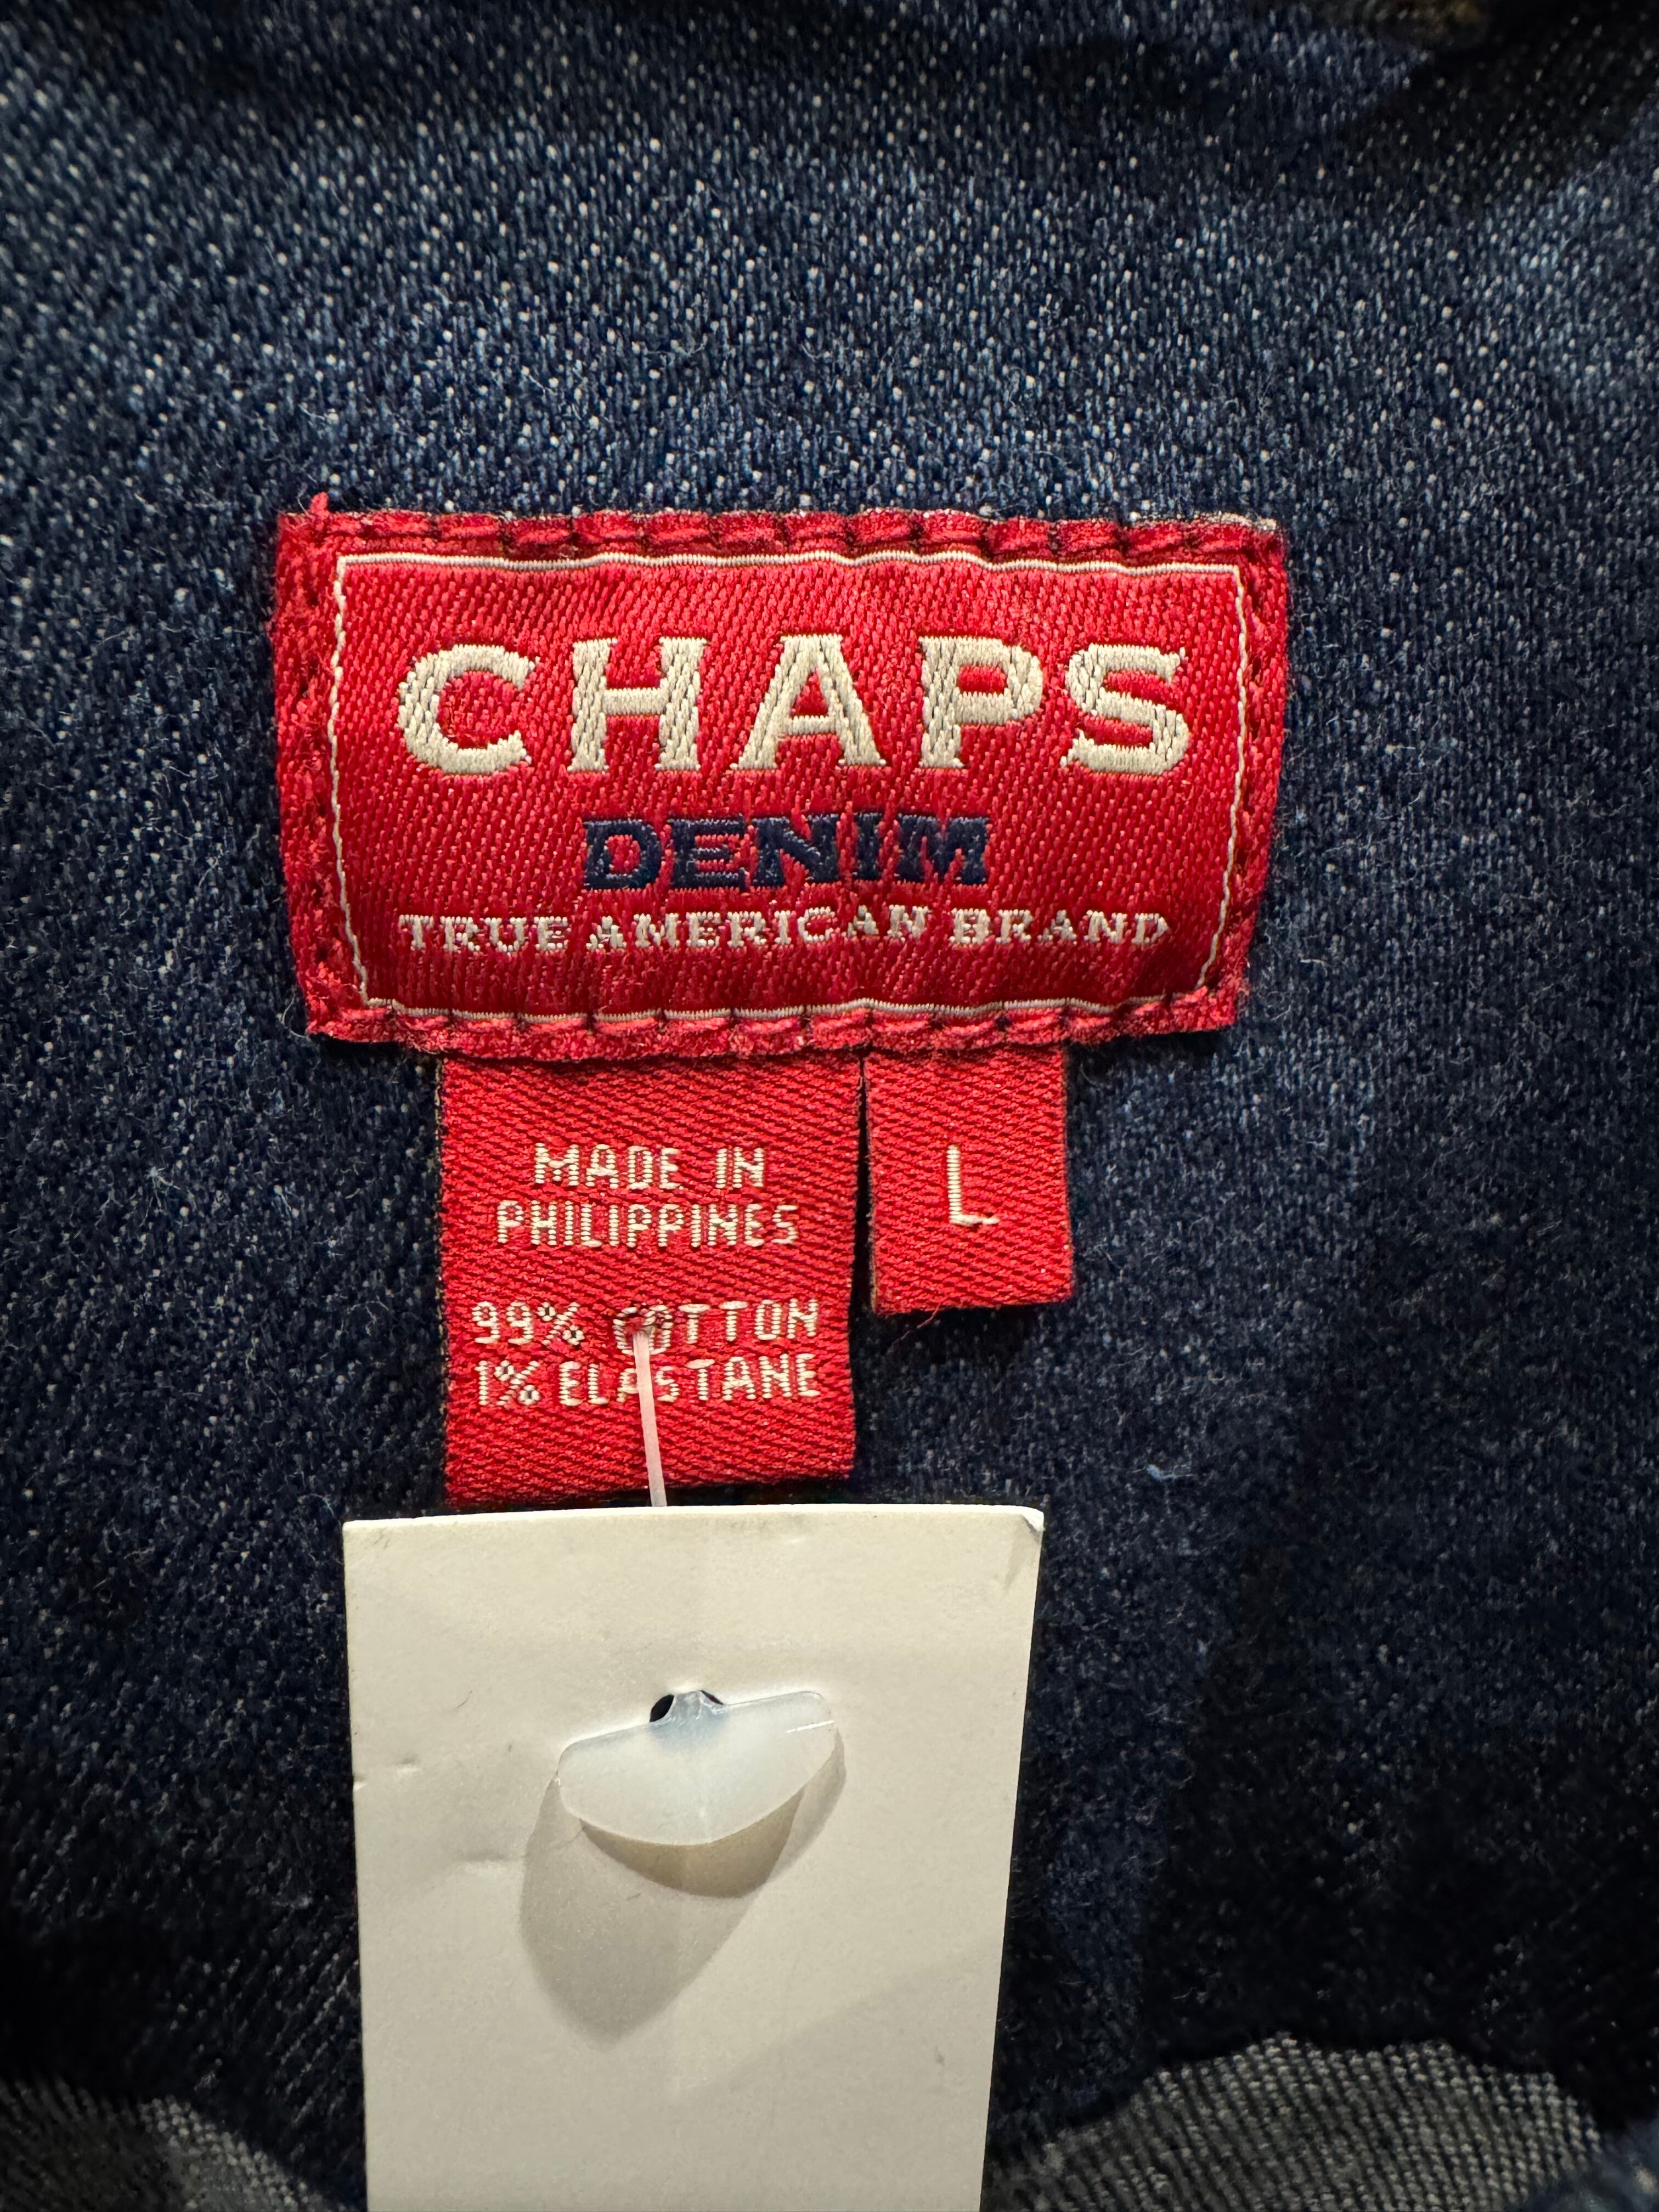 CHAPS
DENIM
TRUE AMERICAN BRAND
MADE IN
PHILIPPINES
L
99% COTTON
1% ELASTANE